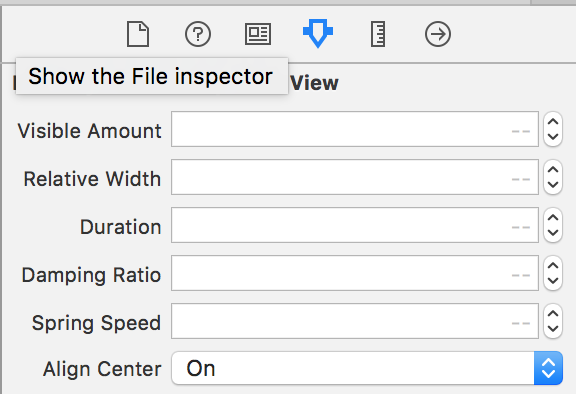 Show the File inspector
View
Visible Amount
--
Relative Width
--
Duration
--
Damping Ratio
--
Spring Speed
--
Align Center
On